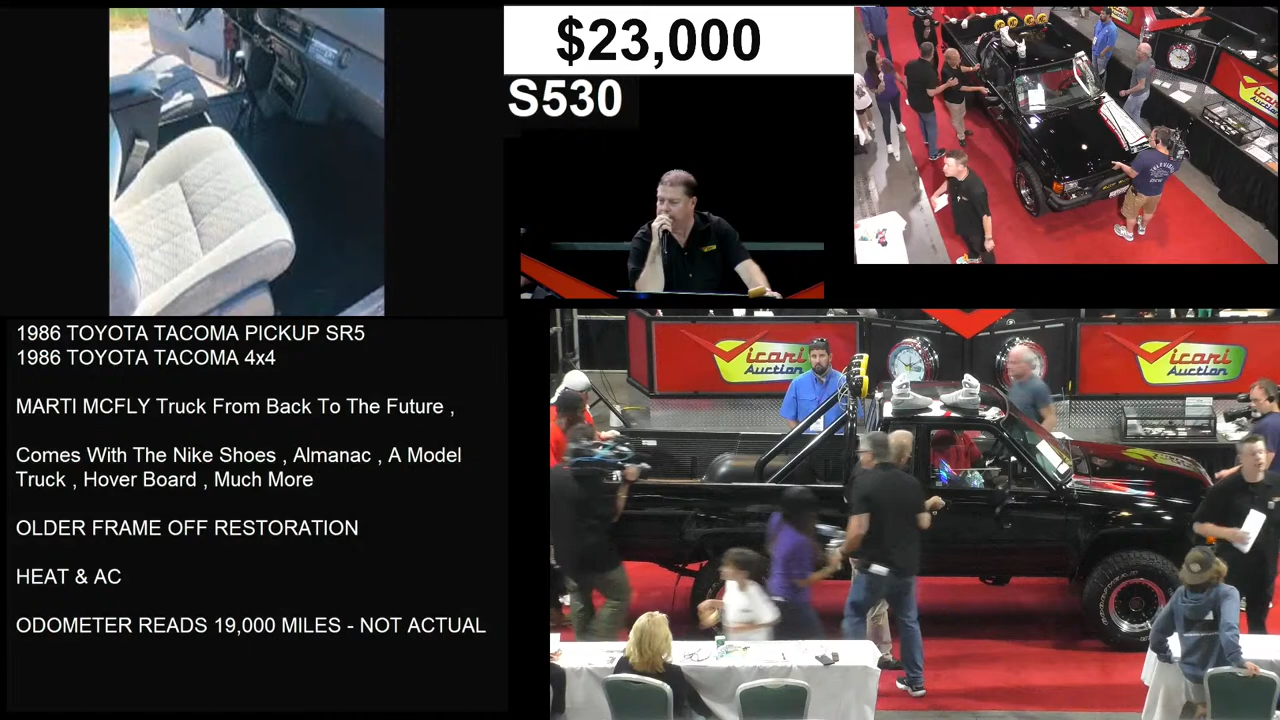 $23,000
S530
1986 TOYOTA TACOMA PICKUP SR5
1986 TOYOTA TACOMA 4x4
MARTI MCFLY Truck From Back To The Future ,
Comes With The Nike Shoes , Almanac , A Model
Truck , Hover Board , Much More
OLDER FRAME OFF RESTORATION
HEAT & AC
ODOMETER READS 19,000 MILES - NOT ACTUAL
Vicari
Auction
Vicari
Auction